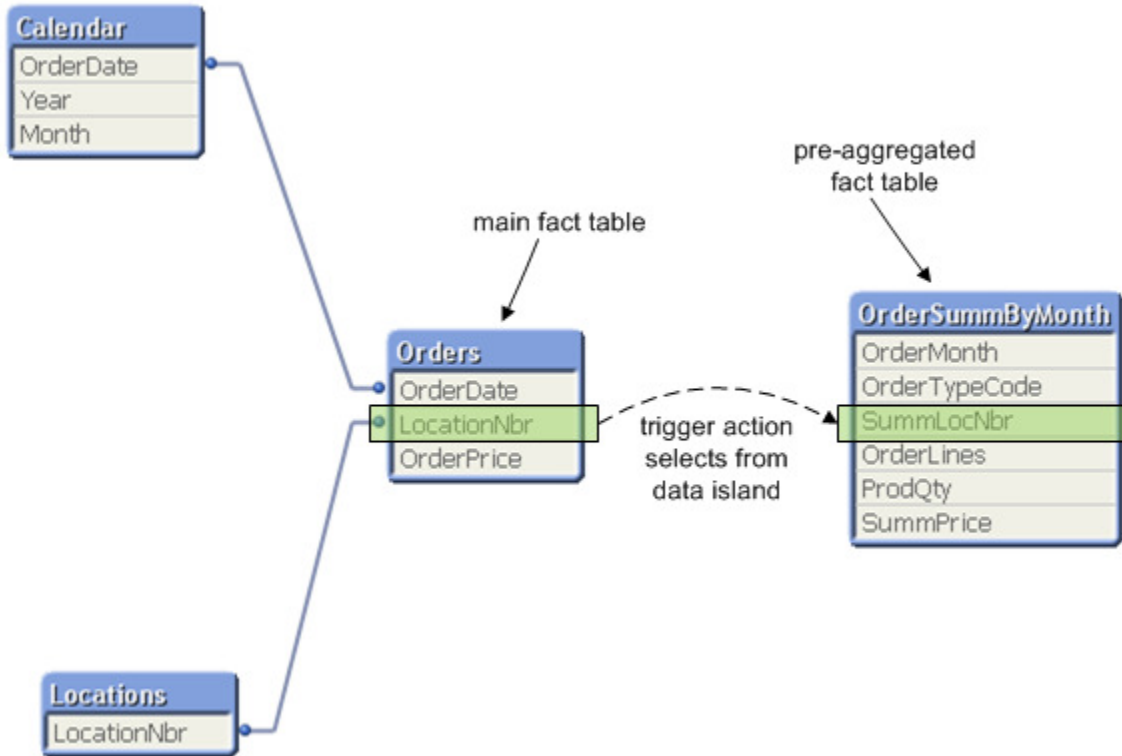 Calendar
OrderDate
Year
Month
pre-aggregated
fact table
main fact table
Orders
OrderDate
LocationNbr
OrderPrice
trigger action
selects from
data island
OrderSummByMonth
OrderMonth
OrderTypeCode
SummLocNbr
OrderLines
ProdQty
SummPrice
Locations
LocationNbr